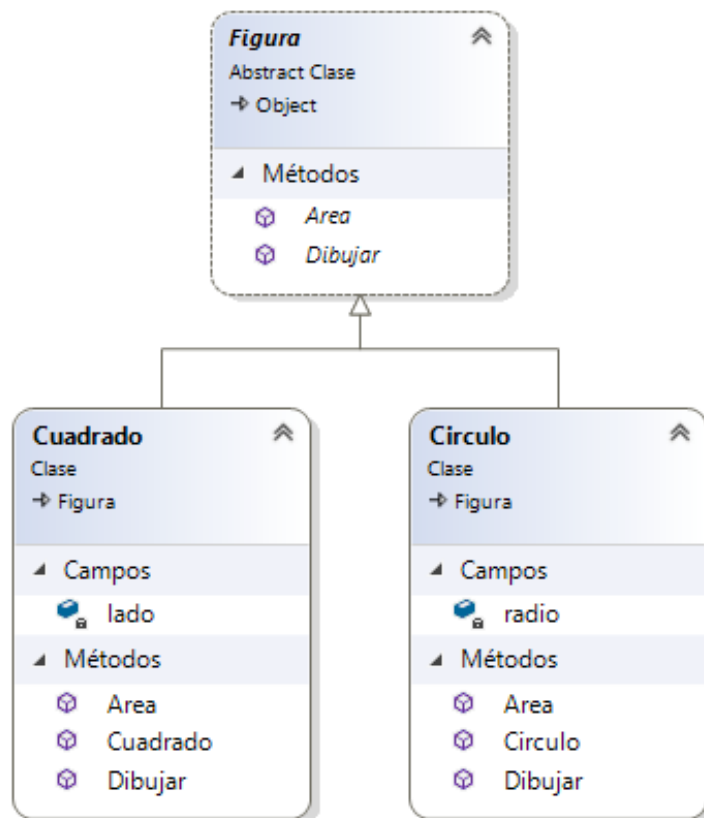 Figura
Abstract Clase
Object
Métodos
Area
Dibujar
Cuadrado
Clase
Figura
Campos
lado
Métodos
Area
Cuadrado
Dibujar
Circulo
Clase
Figura
Campos
radio
Métodos
Area
Circulo
Dibujar